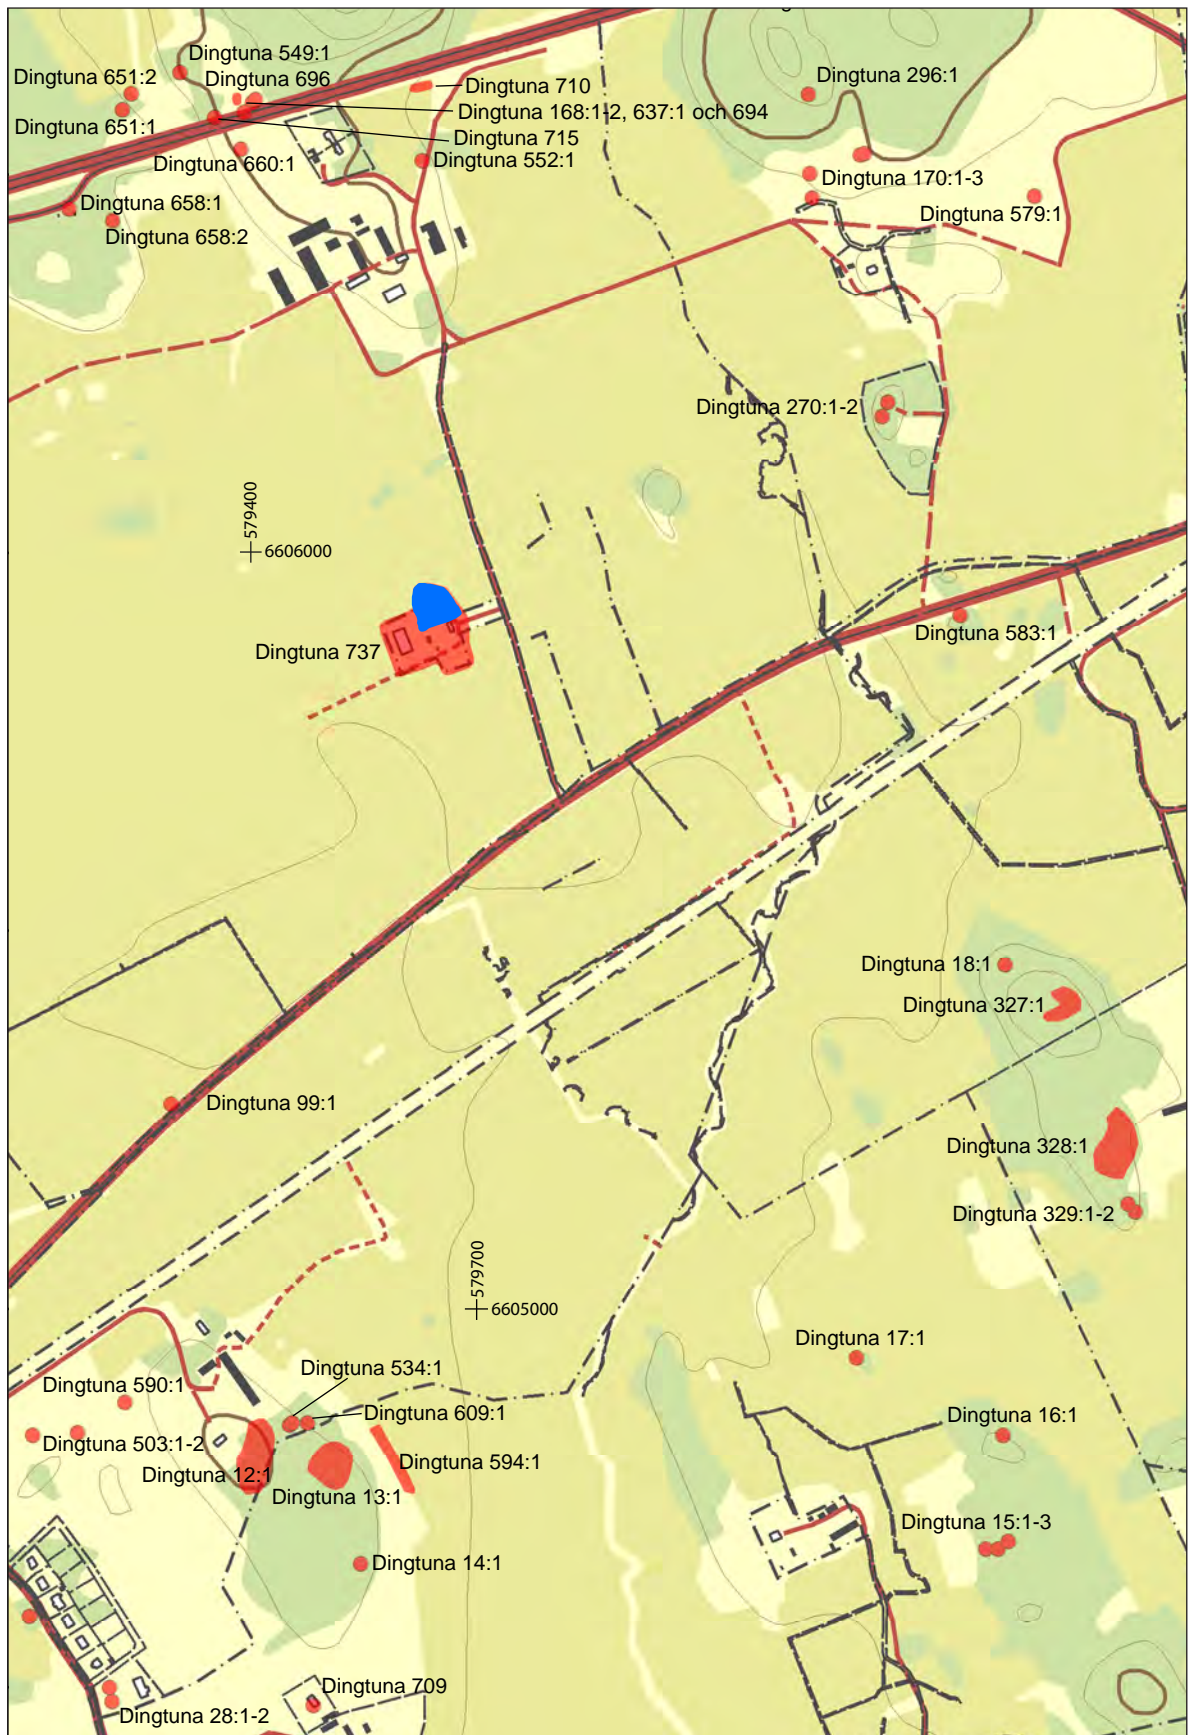 Dingtuna 549:1
Dingtuna 651:2
Dingtuna 696
Dingtuna 710
Dingtuna 296:1
Dingtuna 168:1-2, 637:1 och 694
Dingtuna 651:1
Dingtuna 715
Dingtuna 660:1
Dingtuna 552:1
Dingtuna 170:1-3
Dingtuna 658:1
Dingtuna 579:1
Dingtuna 658:2
Dingtuna 270:1-2
579400
6606000
Dingtuna 583:1
Dingtuna 737
Dingtuna 18:1
Dingtuna 327:1
Dingtuna 99:1
Dingtuna 328:1
Dingtuna 329:1-2
579700
6605000
Dingtuna 17:1
Dingtuna 534:1
Dingtuna 590:1
Dingtuna 609:1
Dingtuna 16:1
Dingtuna 503:1-2
Dingtuna 594:1
Dingtuna 12:1
Dingtuna 13:1
Dingtuna 15:1-3
Dingtuna 14:1
Dingtuna 709
Dingtuna 28:1-2